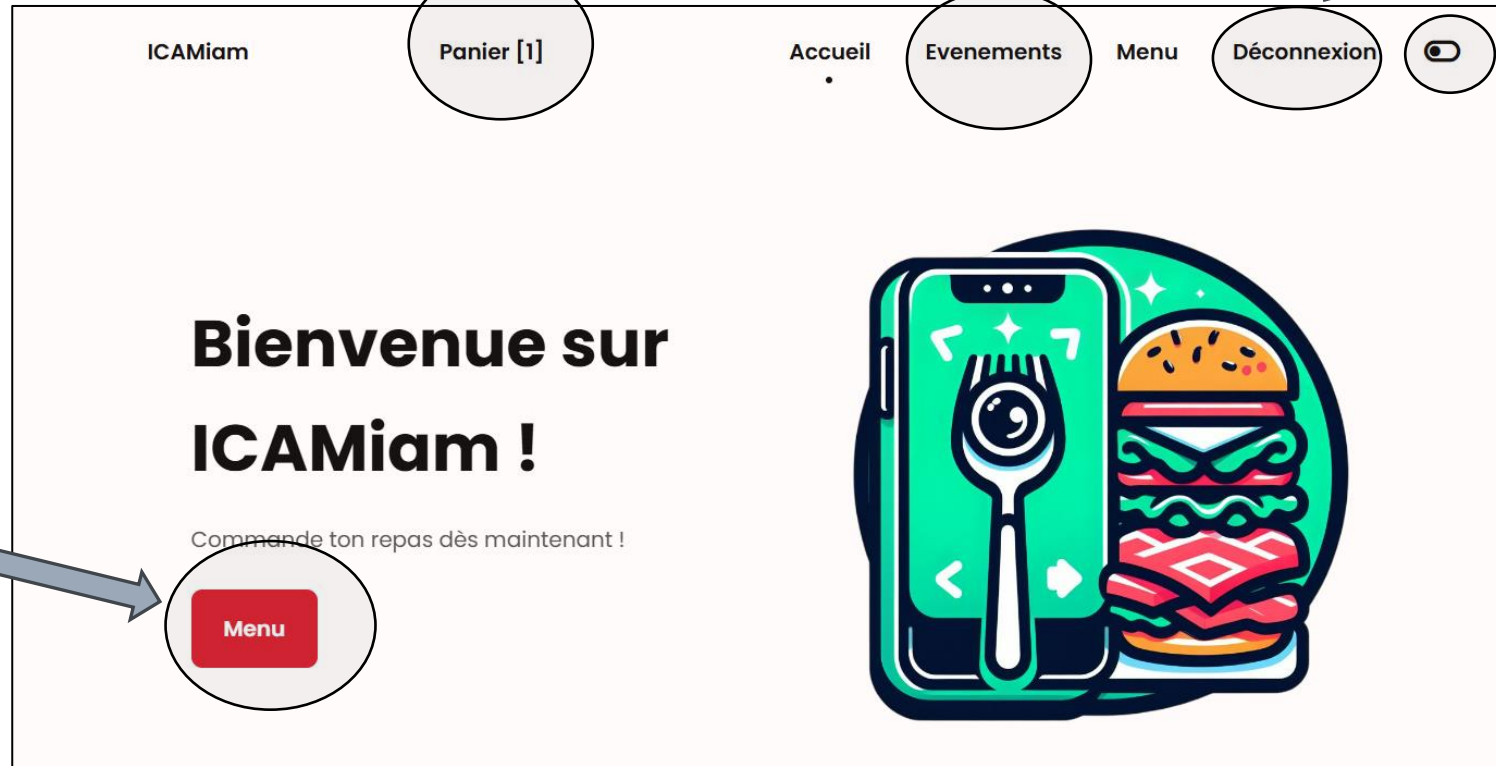 ICAMiam Panier [1] Accueil Evenements Menu Déconnexion
Bienvenue sur
ICAMiam !
Commande ton repas dès maintenant !
Menu